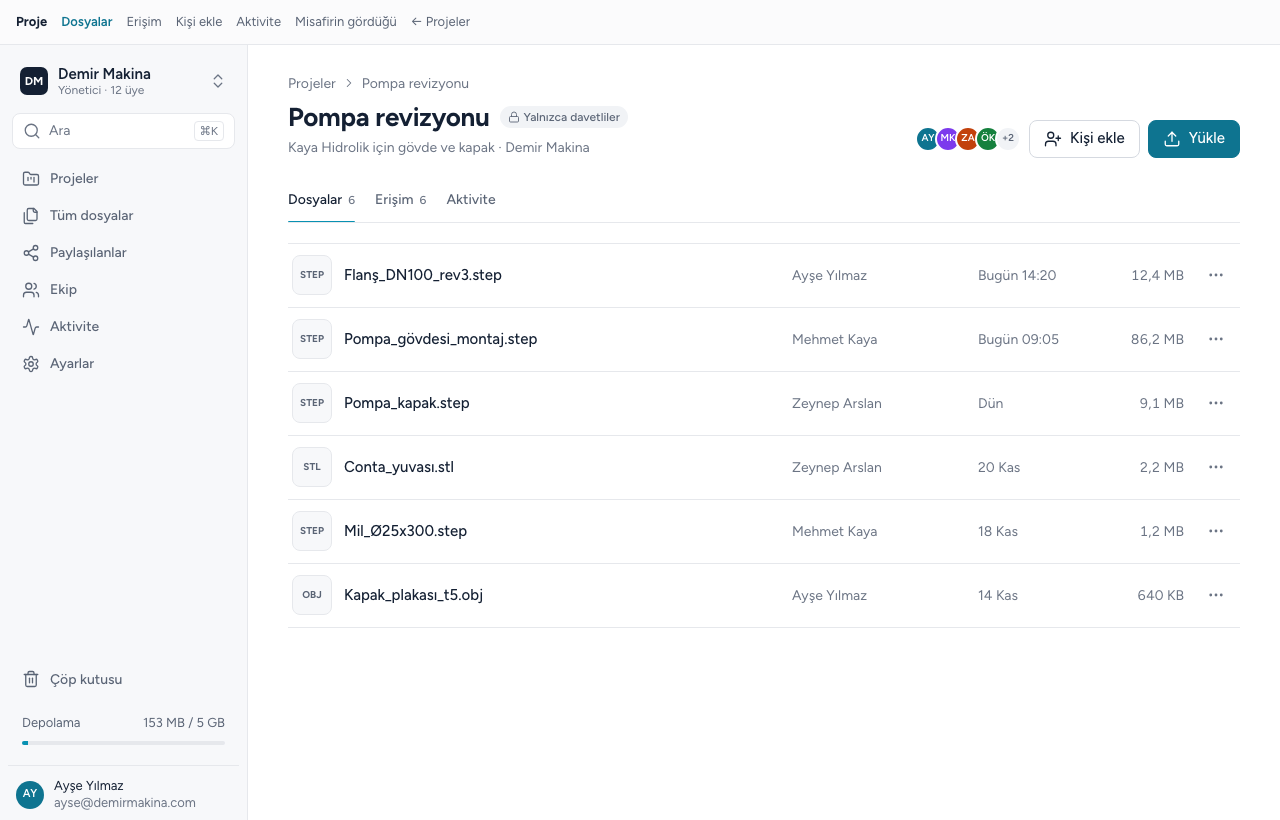 Proje Dosyalar Erişim Kişi ekle Aktivite Misafirin gördüğü ← Projeler
DM Demir Makina
Yönetici · 12 üye
Ara ⌘K
Projeler
Tüm dosyalar
Paylaşılanlar
Ekip
Aktivite
Ayarlar
Çöp kutusu
Depolama 153 MB / 5 GB
AY Ayşe Yılmaz
ayse@demirmakina.com
Projeler > Pompa revizyonu
Pompa revizyonu Yalnızca davetliler
Kaya Hidrolik için gövde ve kapak · Demir Makina
AY MK ZA ÖK +2 Kişi ekle Yükle
Dosyalar 6 Erişim 6 Aktivite
STEP Flanş_DN100_rev3.step Ayşe Yılmaz Bugün 14:20 12,4 MB
STEP Pompa_gövdesi_montaj.step Mehmet Kaya Bugün 09:05 86,2 MB
STEP Pompa_kapak.step Zeynep Arslan Dün 9,1 MB
STL Conta_yuvası.stl Zeynep Arslan 20 Kas 2,2 MB
STEP Mil_Ø25x300.step Mehmet Kaya 18 Kas 1,2 MB
OBJ Kapak_plakası_t5.obj Ayşe Yılmaz 14 Kas 640 KB